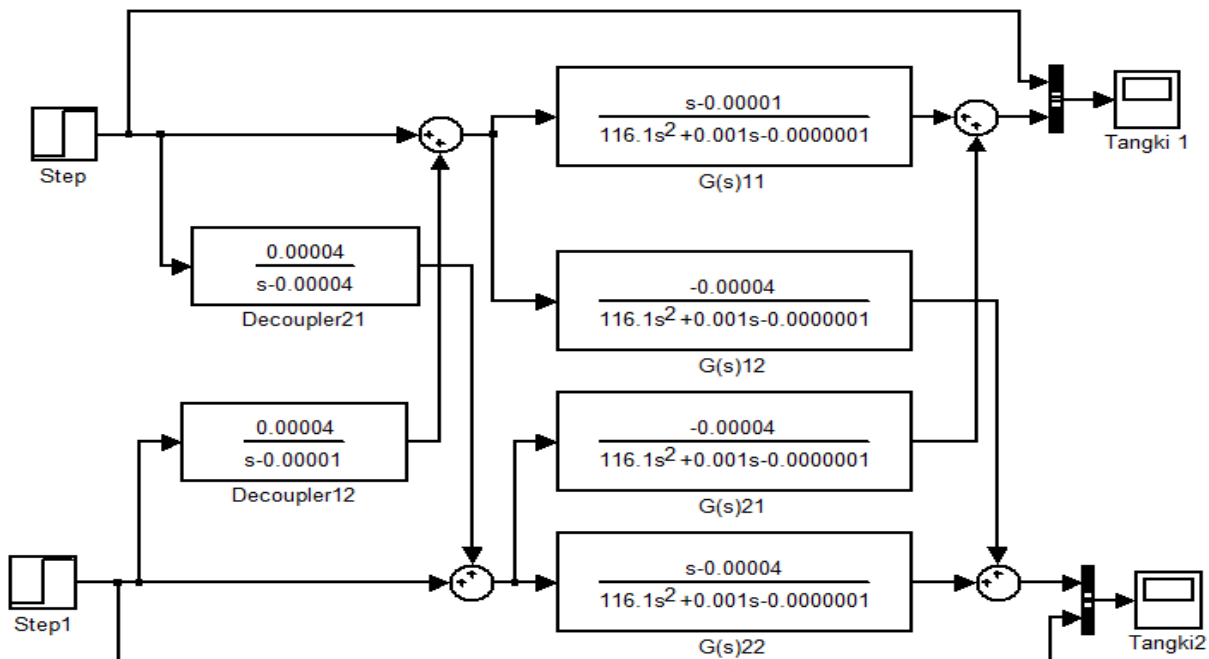 Step
s-0.00001
116.1s²+0.001s-0.0000001
G(s)11
Tangki 1
0.00004
s-0.00004
Decoupler21
-0.00004
116.1s²+0.001s-0.0000001
G(s)12
0.00004
s-0.00001
Decoupler12
-0.00004
116.1s²+0.001s-0.0000001
G(s)21
Step1
s-0.00004
116.1s²+0.001s-0.0000001
G(s)22
Tangki2